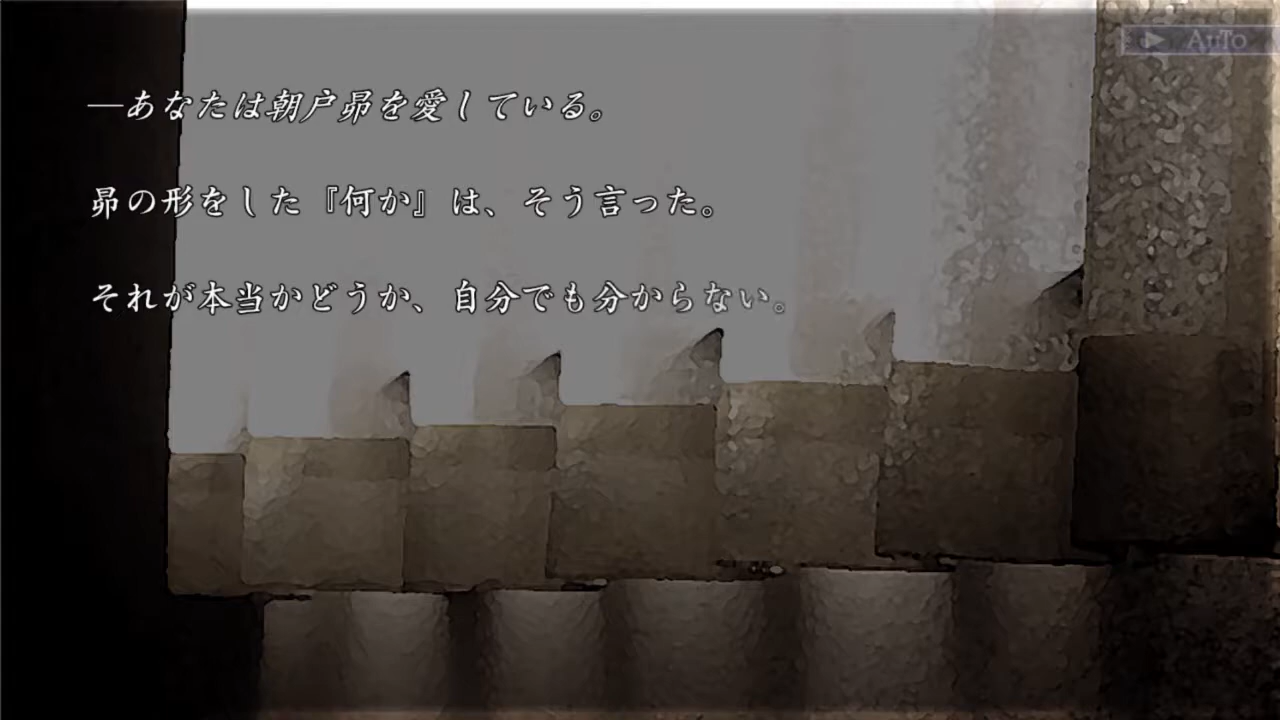 AuTo
―あなたは朝戸昴を愛している。
昴の形をした『何か』は、そう言った。
それが本当かどうか、自分でも分からない。